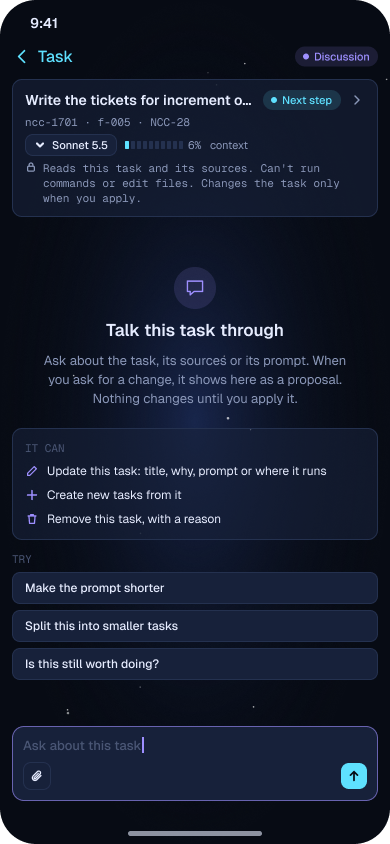 9:41
Task
Discussion
Write the tickets for increment o...
Next step
ncc-1701 · f-005 · NCC-28
Sonnet 5.5
6% context
Reads this task and its sources. Can't run
commands or edit files. Changes the task only
when you apply.
Talk this task through
Ask about the task, its sources or its prompt. When
you ask for a change, it shows here as a proposal.
Nothing changes until you apply it.
IT CAN
Update this task: title, why, prompt or where it runs
Create new tasks from it
Remove this task, with a reason
TRY
Make the prompt shorter
Split this into smaller tasks
Is this still worth doing?
Ask about this task